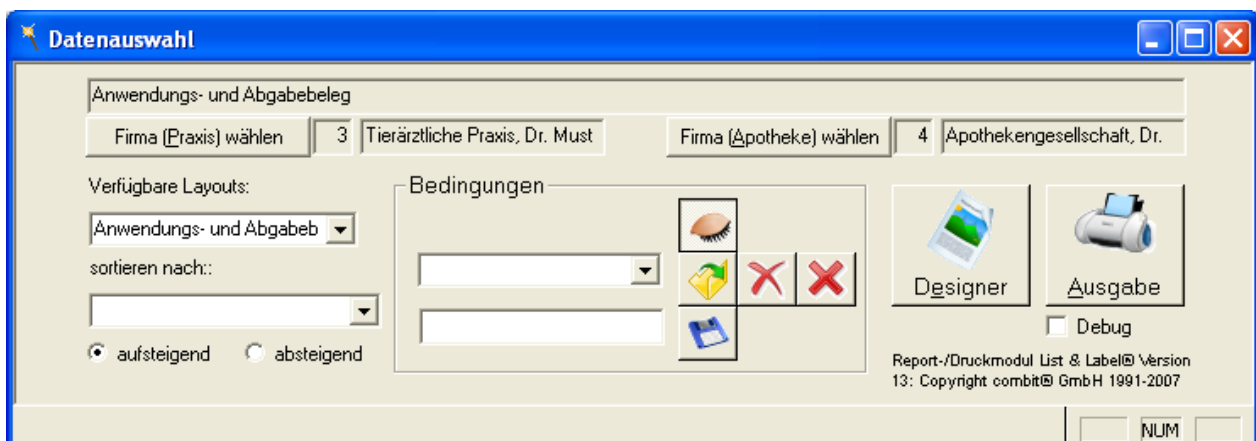 Datenauswahl
Anwendungs- und Abgabebeleg
Firma (Praxis) wählen 3 Tierärztliche Praxis, Dr. Must Firma (Apotheke) wählen 4 Apothekengesellschaft, Dr.
Verfügbare Layouts:
Anwendungs- und Abgabeb
sortieren nach::
aufsteigend absteigend
Bedingungen
Designer Ausgabe
Debug
Report-/Druckmodul List & Label® Version
13: Copyright combit® GmbH 1991-2007
NUM